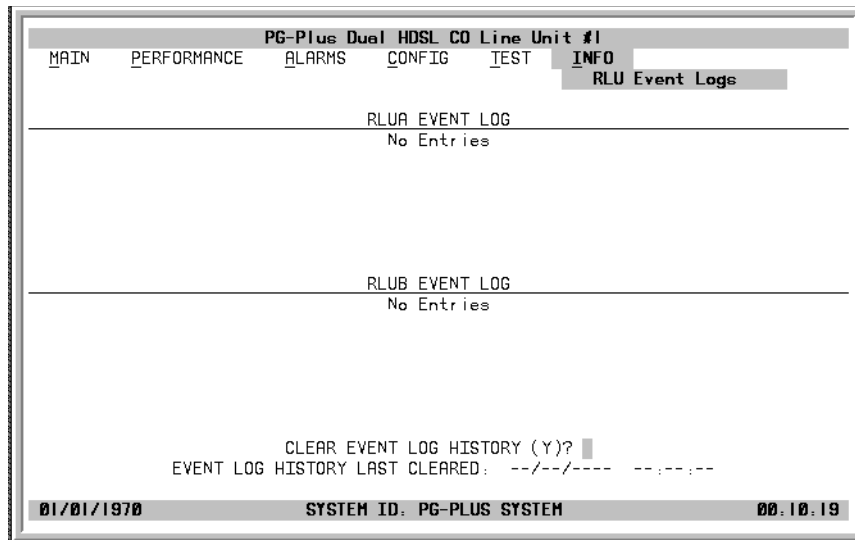 PG-Plus Dual HDSL CO Line Unit #1
MAIN PERFORMANCE ALARMS CONFIG TEST INFO
RLU Event Logs
RLUA EVENT LOG
No Entries
RLUB EVENT LOG
No Entries
CLEAR EVENT LOG HISTORY (Y)?
EVENT LOG HISTORY LAST CLEARED: --/--/---- --:--:--
01/01/1970 SYSTEM ID: PG-PLUS SYSTEM 00:10:19